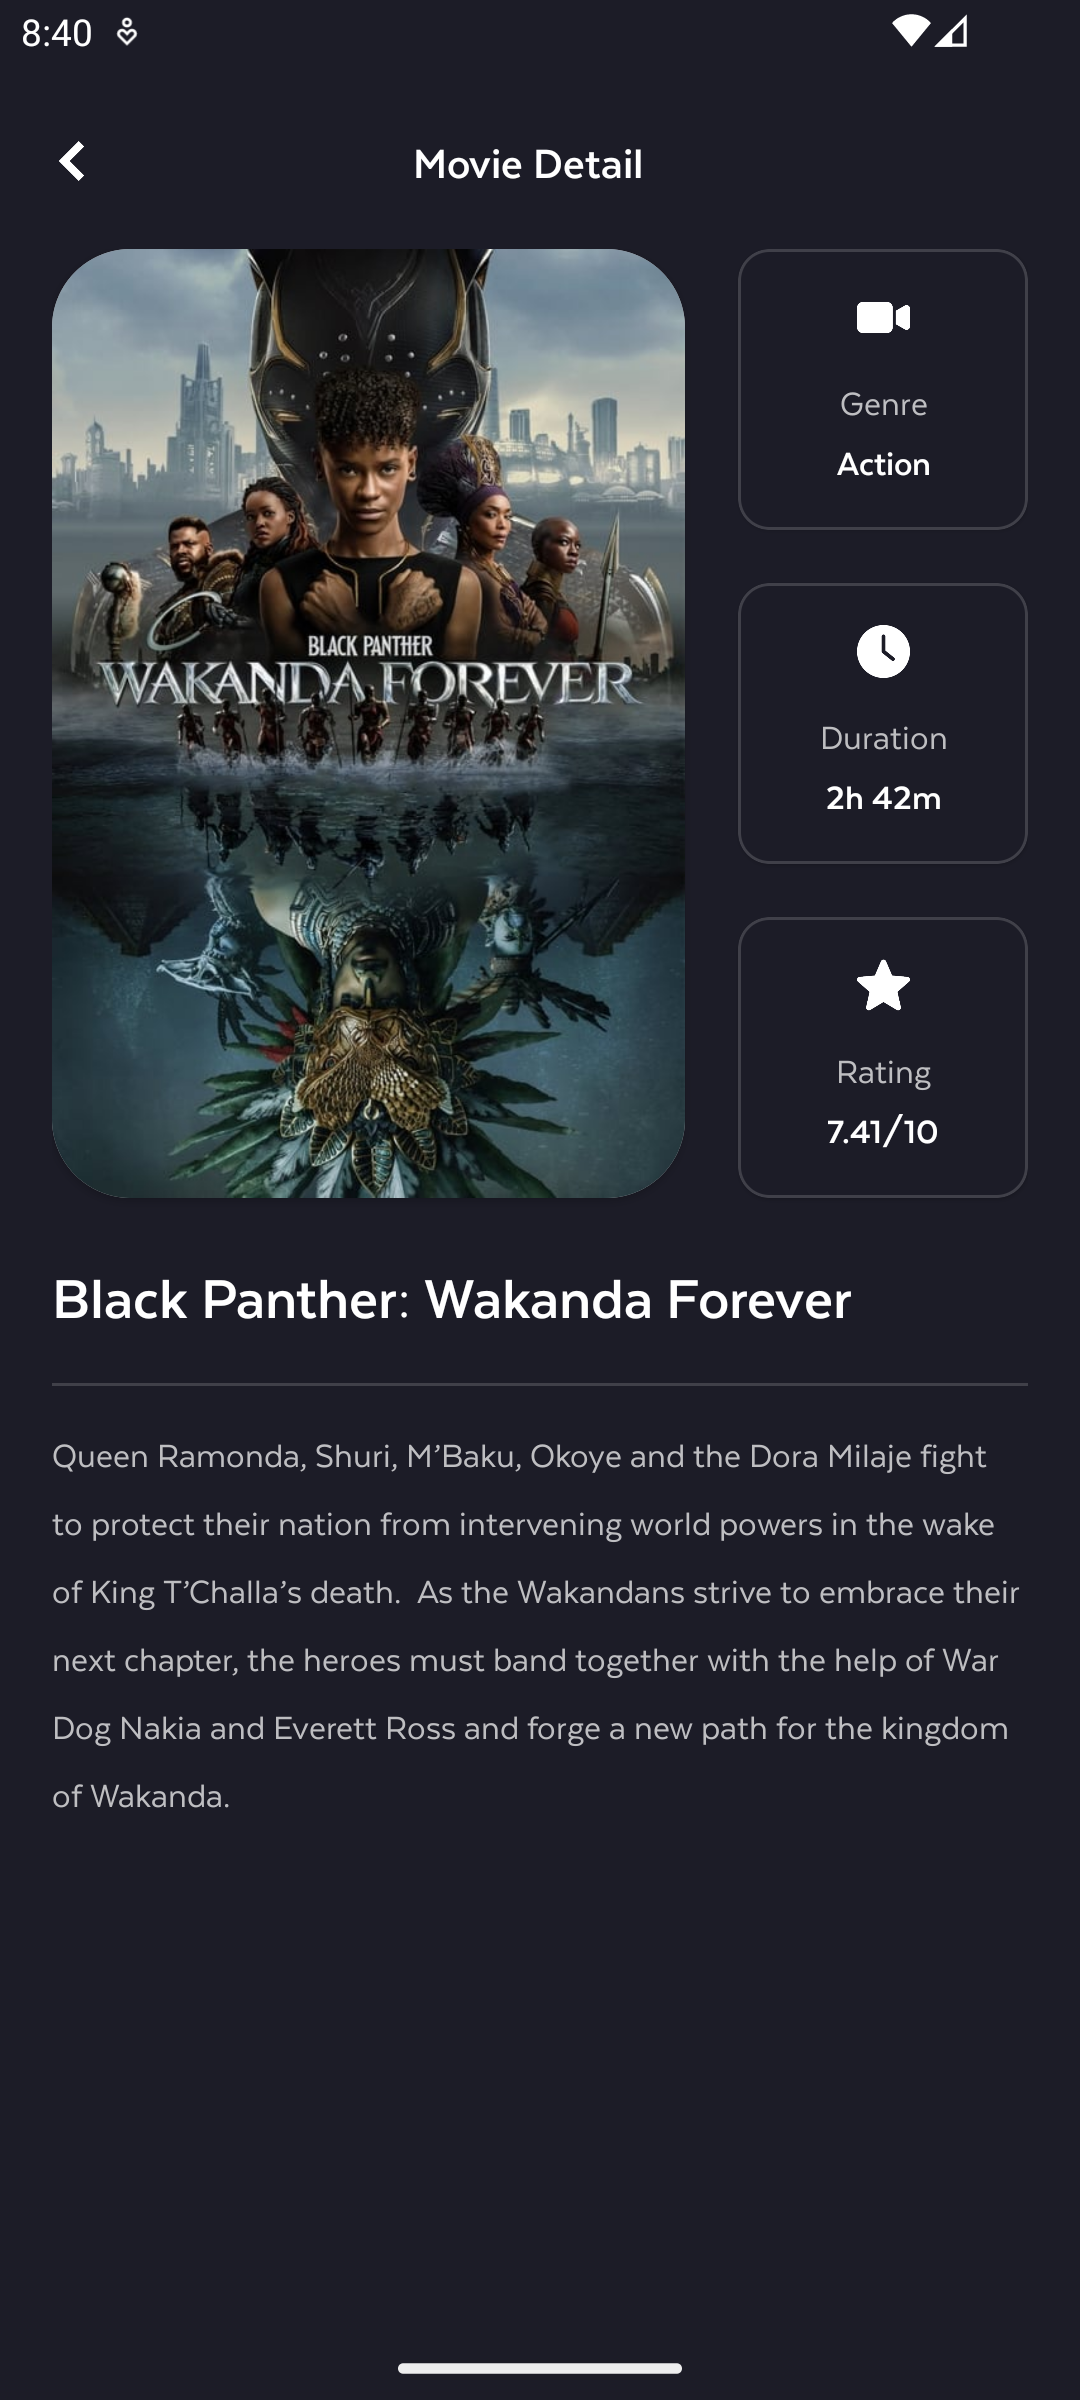 8:40
Movie Detail
BLACK PANTHER
WAKANDA FOREVER
Genre
Action
Duration
2h 42m
Rating
7.41/10
Black Panther: Wakanda Forever
Queen Ramonda, Shuri, M’Baku, Okoye and the Dora Milaje fight
to protect their nation from intervening world powers in the wake
of King T’Challa’s death.  As the Wakandans strive to embrace their
next chapter, the heroes must band together with the help of War
Dog Nakia and Everett Ross and forge a new path for the kingdom
of Wakanda.